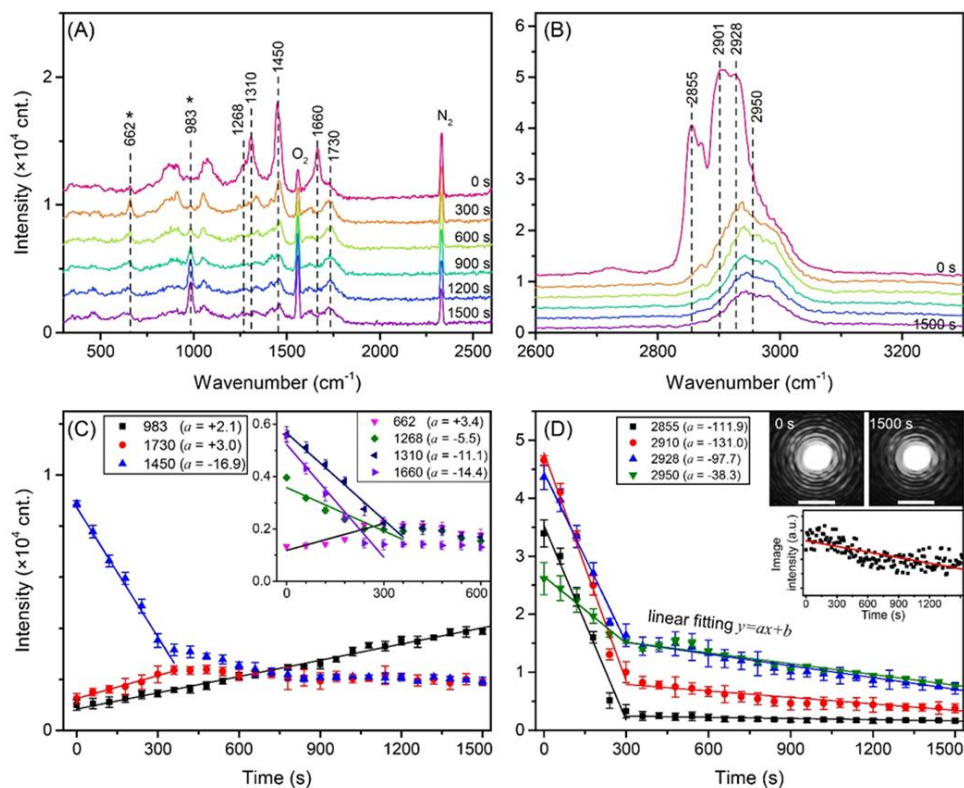 (A)
Intensity (×10⁴ cnt.)
2
1
0
662 *
983 *
1268
1310
1450
O₂
1660
1730
N₂
0 s
300 s
600 s
900 s
1200 s
1500 s
500 1000 1500 2000 2500
Wavenumber (cm⁻¹)
(B)
6
5
4
3
2
1
0
2855
2901
2928
2950
0 s
1500 s
2600 2800 3000 3200
Wavenumber (cm⁻¹)
(C)
Intensity (×10⁴ cnt.)
1
0
983 (a = +2.1)
1730 (a = +3.0)
1450 (a = -16.9)
0.6
0.4
0.2
0.0
0 300 600
662 (a = +3.4)
1268 (a = -5.5)
1310 (a = -11.1)
1660 (a = -14.4)
0 300 600 900 1200 1500
Time (s)
(D)
5
4
3
2
1
0
2855 (a = -111.9)
2910 (a = -131.0)
2928 (a = -97.7)
2950 (a = -38.3)
0 s
1500 s
Image
intensity (a.u.)
0 300 600 900 1200
Time (s)
linear fitting y=ax+b
0 300 600 900 1200 1500
Time (s)